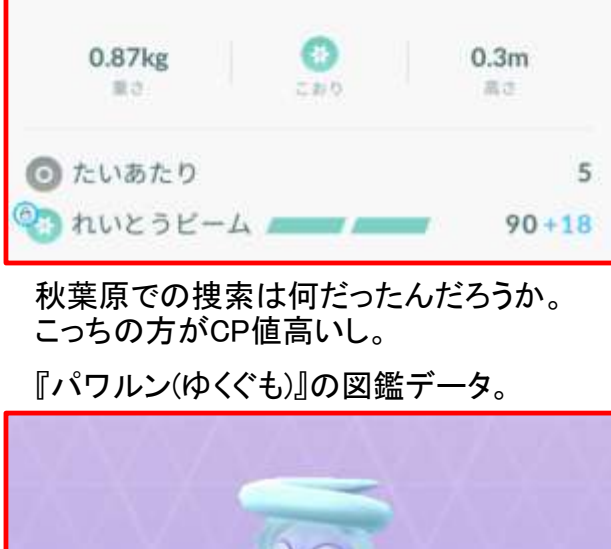 0.87kg 0.3m
重さ こおり 高さ
たいあたり 5
れいとうビーム 90 +18
秋葉原での捜索は何だったんだろうか。
こっちの方がCP値高いし。
『パワルン(ゆくぐも)』の図鑑データ。